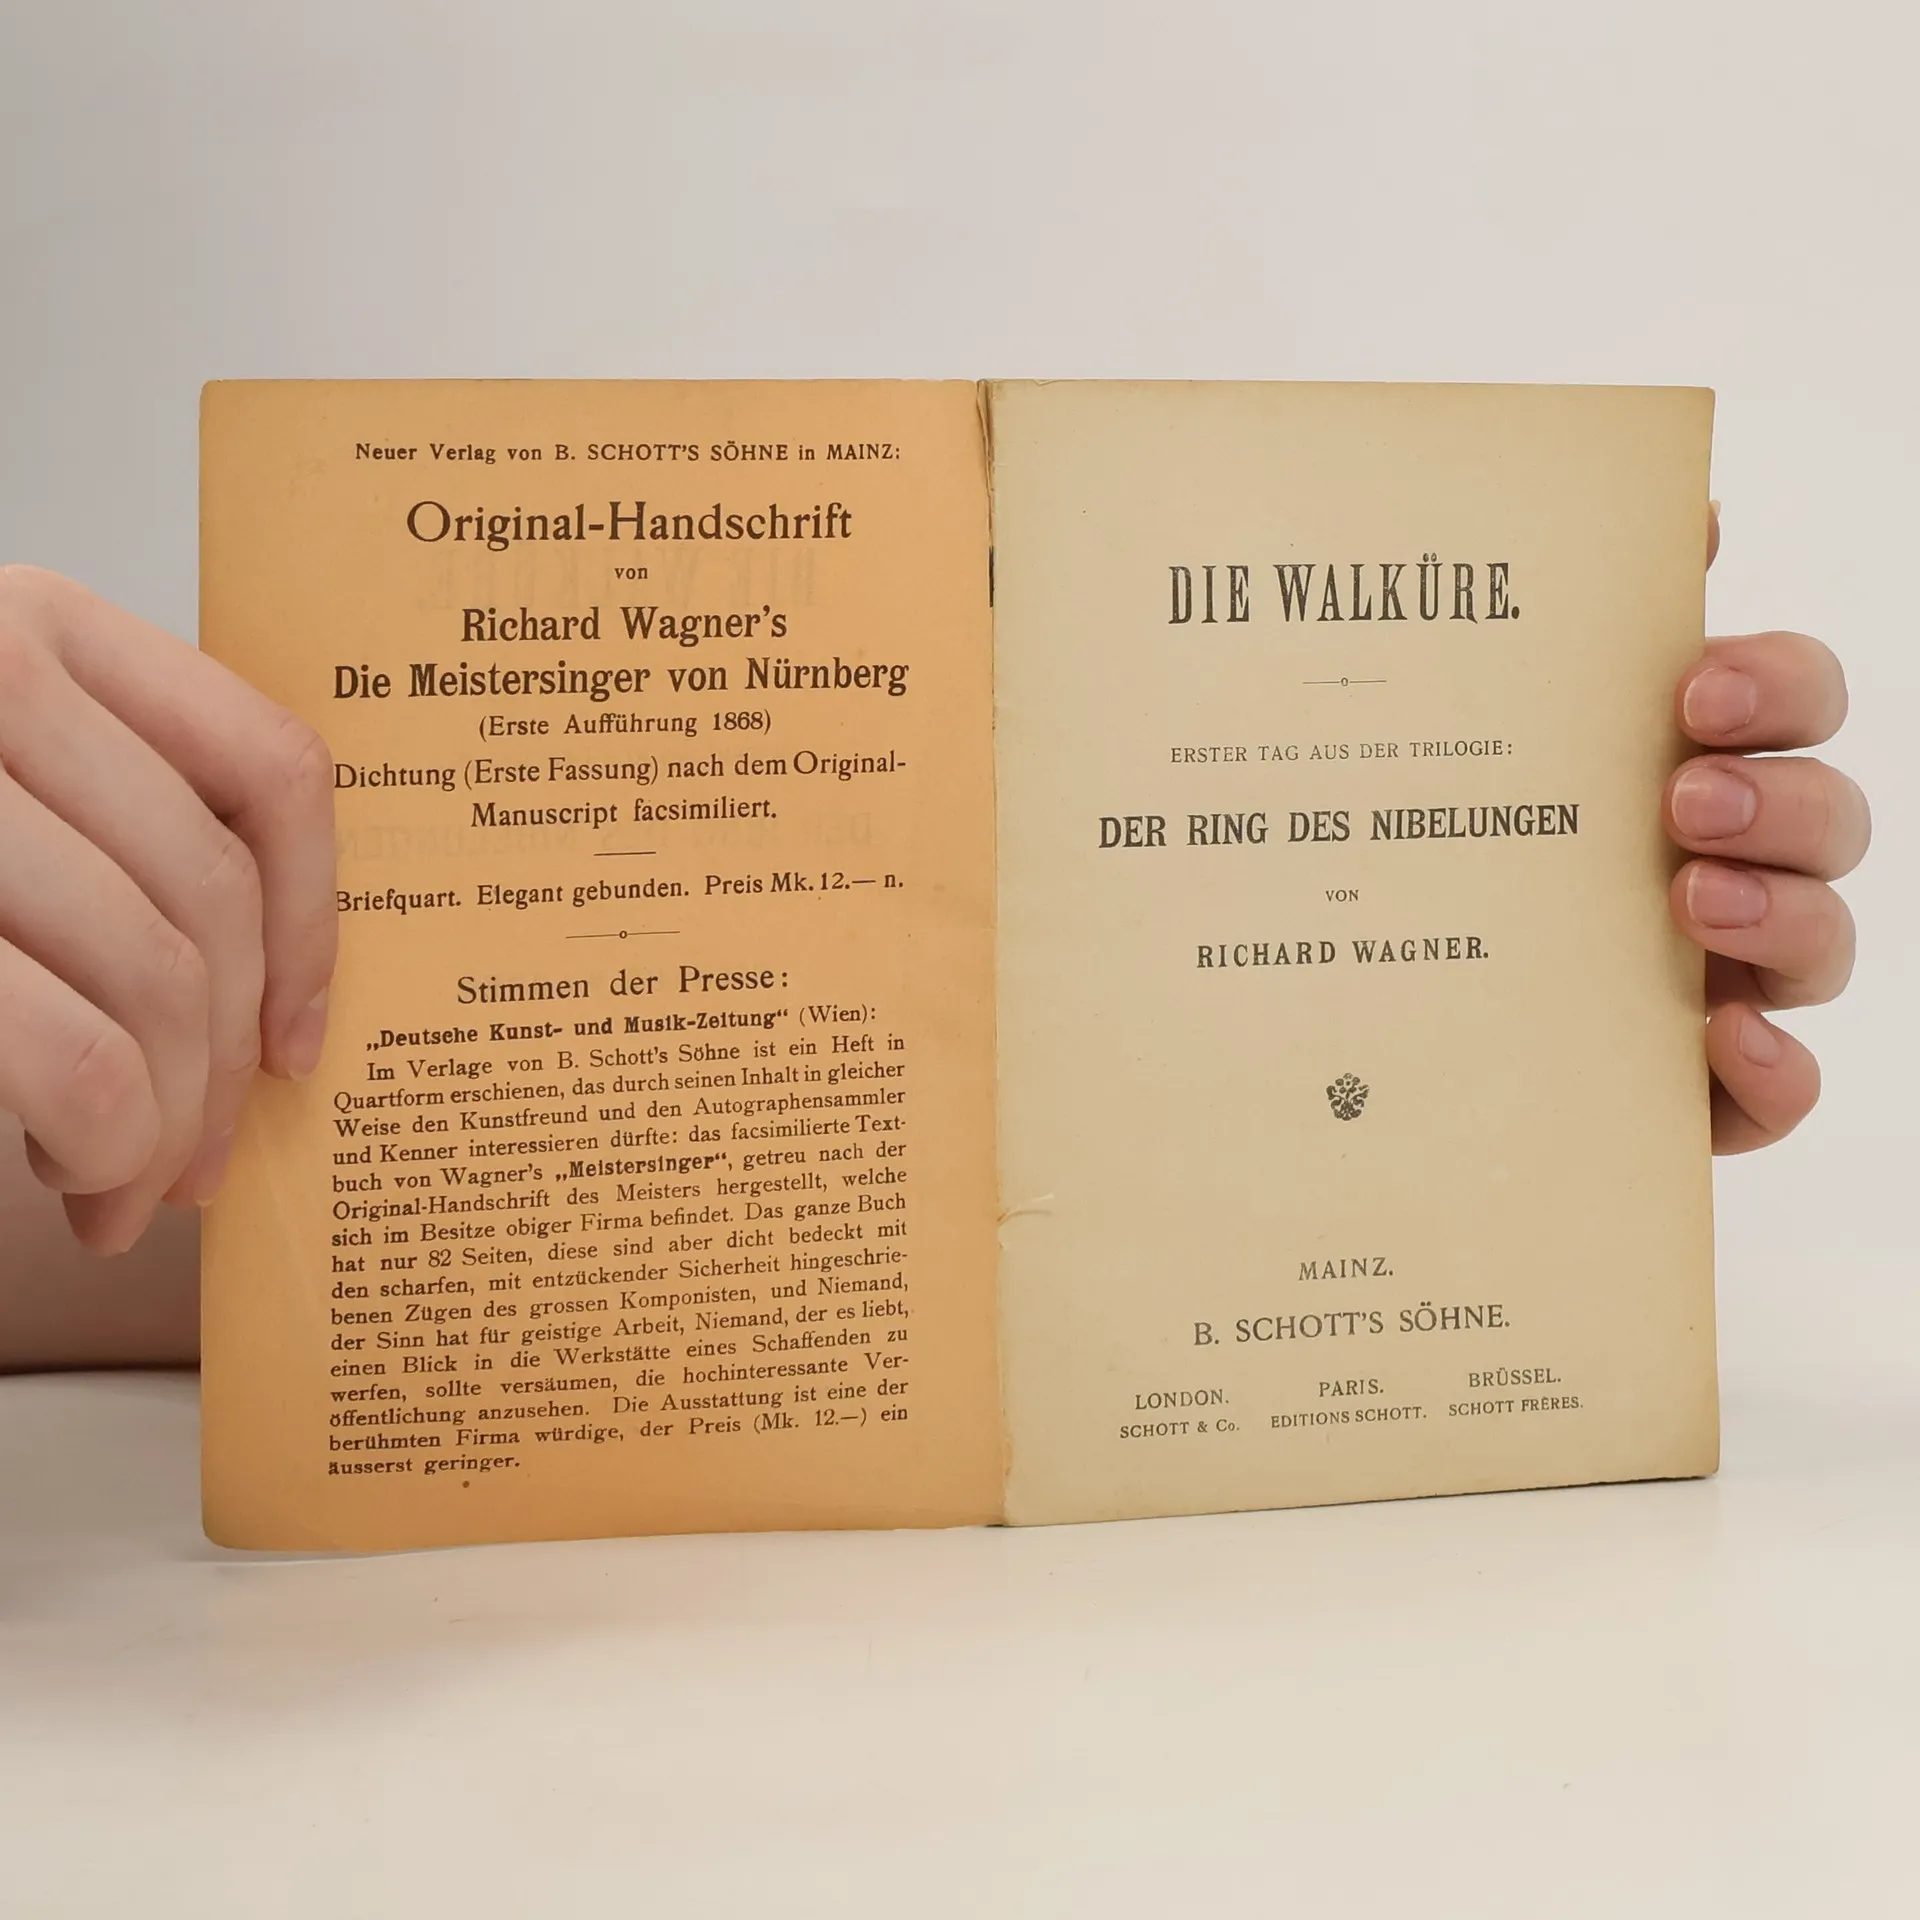 Neuer Verlag von B. SCHOTT'S SÖHNE in MAINZ:
Original-Handschrift
von
Richard Wagner's
Die Meistersinger von Nürnberg
(Erste Aufführung 1868)
Dichtung (Erste Fassung) nach dem Original-
Manuscript facsimiliert.
Briefquart. Elegant gebunden. Preis Mk. 12.— n.
Stimmen der Presse:
„Deutsche Kunst- und Musik-Zeitung“ (Wien):
Im Verlage von B. Schott's Söhne ist ein Heft in
Quartform erschienen, das durch seinen Inhalt in gleicher
Weise den Kunstfreund und den Autographensammler
und Kenner interessieren dürfte: das facsimilierte Text-
buch von Wagner's „Meistersinger“, getreu nach der
Original-Handschrift des Meisters hergestellt, welche
sich im Besitze obiger Firma befindet. Das ganze Buch
hat nur 82 Seiten, diese sind aber dicht bedeckt mit
den scharfen, mit entzückender Sicherheit hingeschrie-
benen Zügen des grossen Komponisten, und Niemand,
der Sinn hat für geistige Arbeit, Niemand, der es liebt,
einen Blick in die Werkstätte eines Schaffenden zu
werfen, sollte versäumen, die hochinteressante Ver-
öffentlichung anzusehen. Die Ausstattung ist eine der
berühmten Firma würdige, der Preis (Mk. 12.—) ein
äusserst geringer.
DIE WALKÜRE.
ERSTER TAG AUS DER TRILOGIE:
DER RING DES NIBELUNGEN
VON
RICHARD WAGNER.
MAINZ.
B. SCHOTT'S SÖHNE.
LONDON. PARIS. BRÜSSEL.
SCHOTT & Co. EDITIONS SCHOTT. SCHOTT FRÈRES.